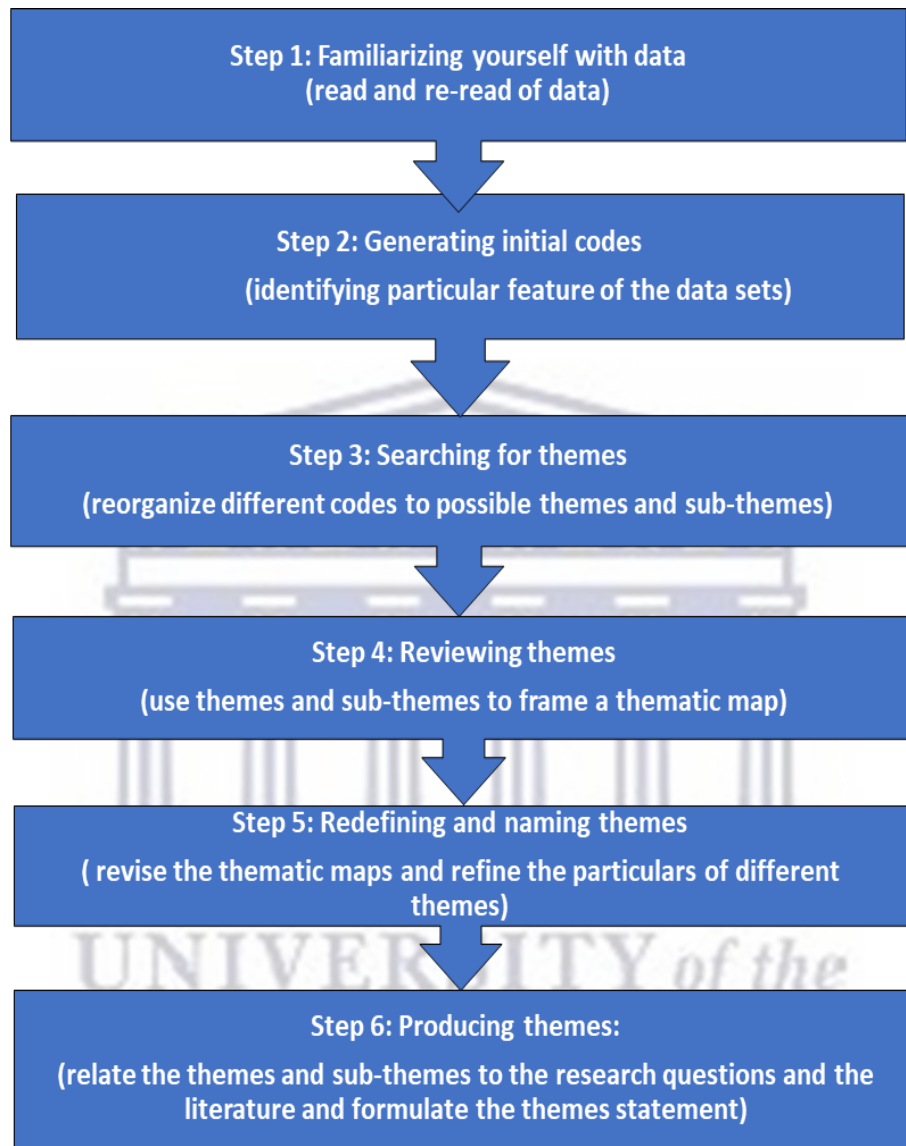 Step 1: Familiarizing yourself with data
(read and re-read of data)
Step 2: Generating initial codes
(identifying particular feature of the data sets)
Step 3: Searching for themes
(reorganize different codes to possible themes and sub-themes)
Step 4: Reviewing themes
(use themes and sub-themes to frame a thematic map)
Step 5: Redefining and naming themes
( revise the thematic maps and refine the particulars of different
themes)
UNIVERSITY of the
Step 6: Producing themes:
(relate the themes and sub-themes to the research questions and the
literature and formulate the themes statement)